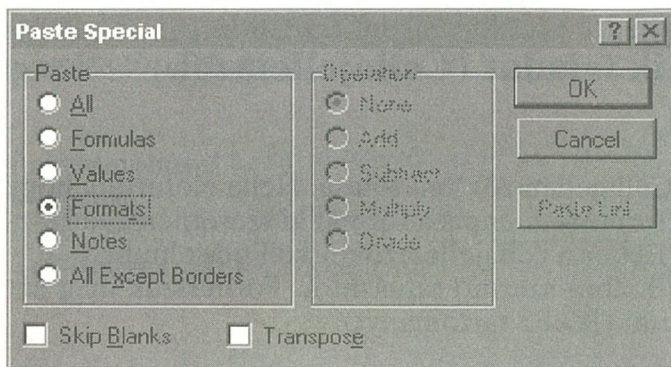 Paste Special
Paste
All
Formulas
Values
Formats
Notes
All Except Borders
Operation
None
Add
Subtract
Multiply
Divide
OK
Cancel
Paste Link
Skip Blanks
Transpose